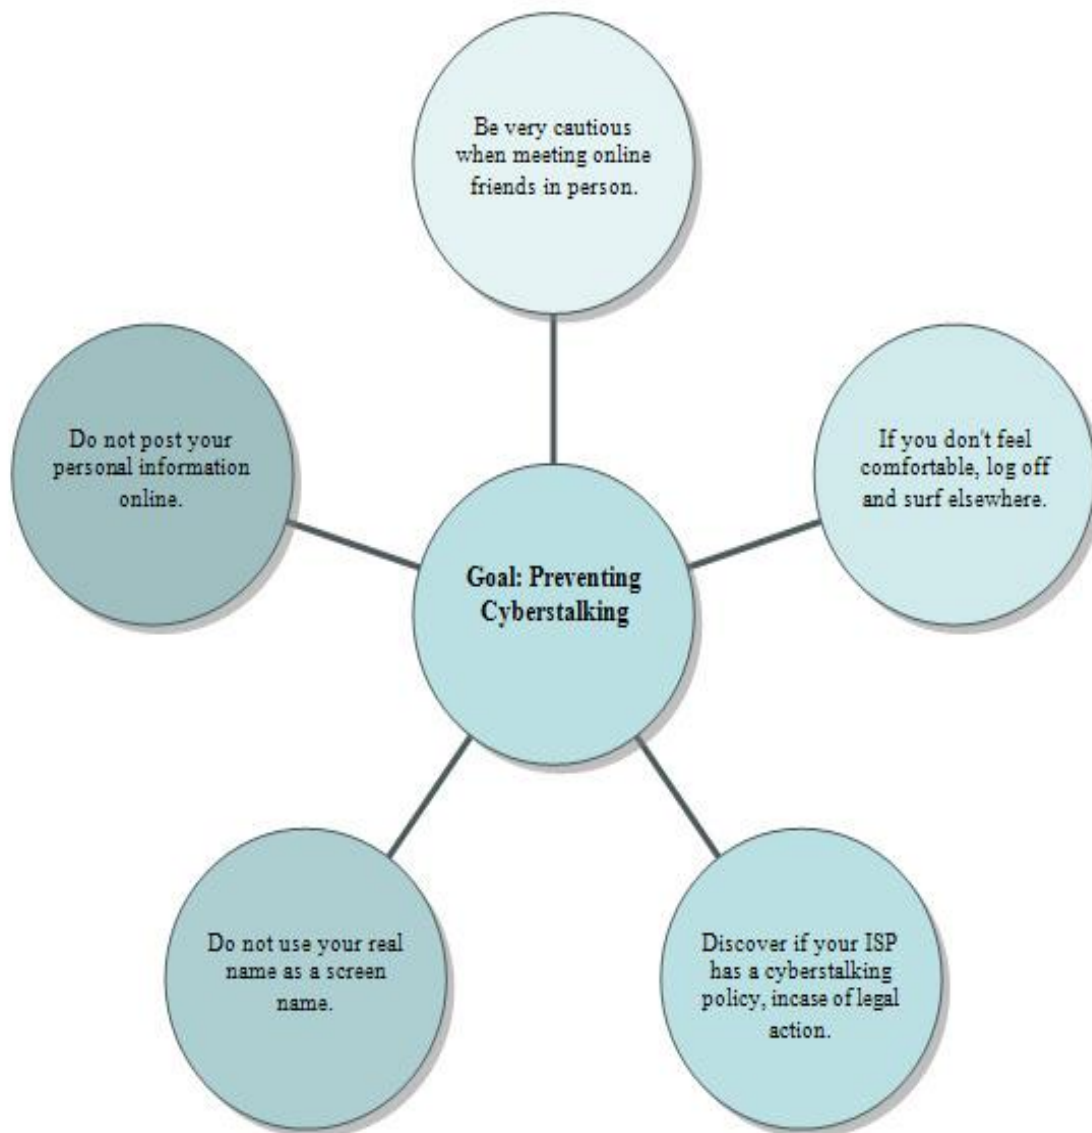 Be very cautious
when meeting online
friends in person.
Do not post your
personal information
online.
If you don't feel
comfortable, log off
and surf elsewhere.
Goal: Preventing
Cyberstalking
Do not use your real
name as a screen
name.
Discover if your ISP
has a cyberstalking
policy, incase of legal
action.